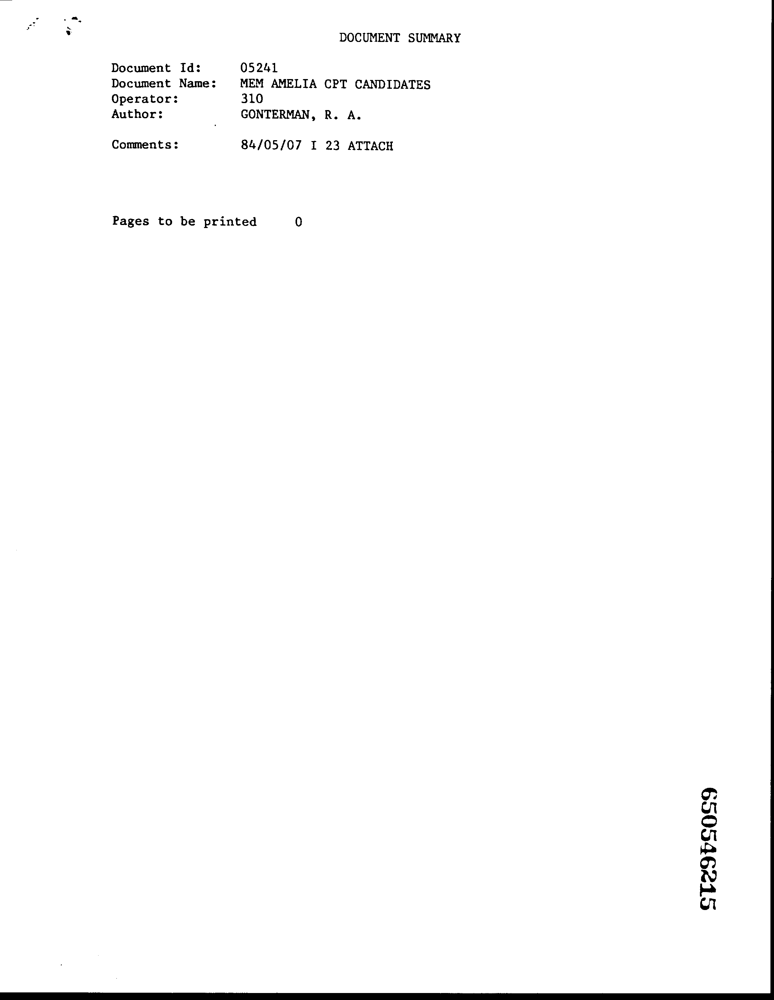 DOCUMENT SUMMARY
Document Id: 05241
Document Name: MEM AMELIA CPT CANDIDATES
Operator: 310
Author: GONTERMAN, R. A.
Comments: 84/05/07 I 23 ATTACH
Pages to be printed 0
650546215